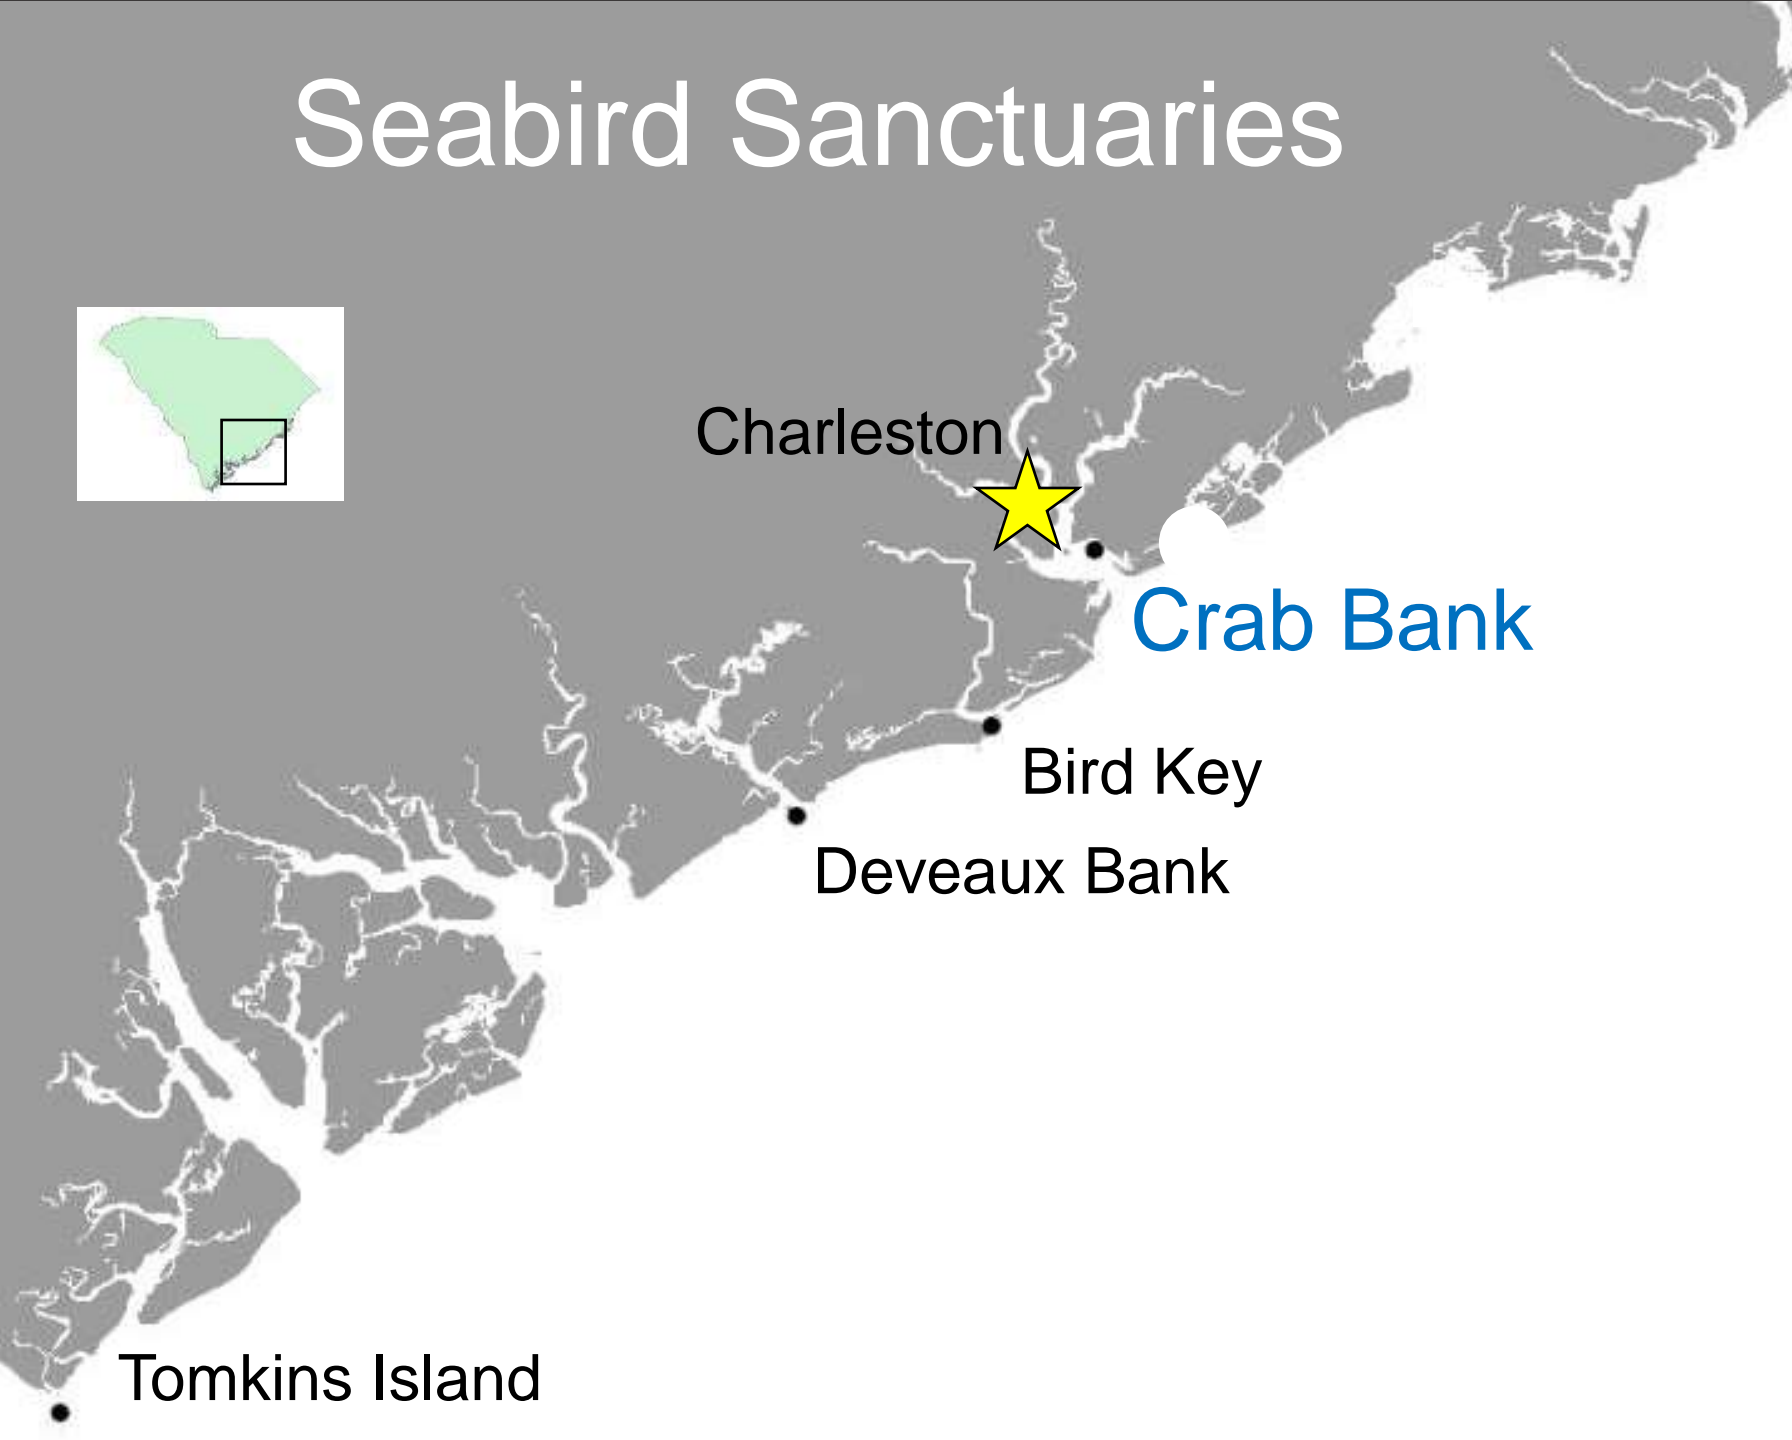 Seabird Sanctuaries
Charleston
Crab Bank
Bird Key
Deveaux Bank
Tomkins Island